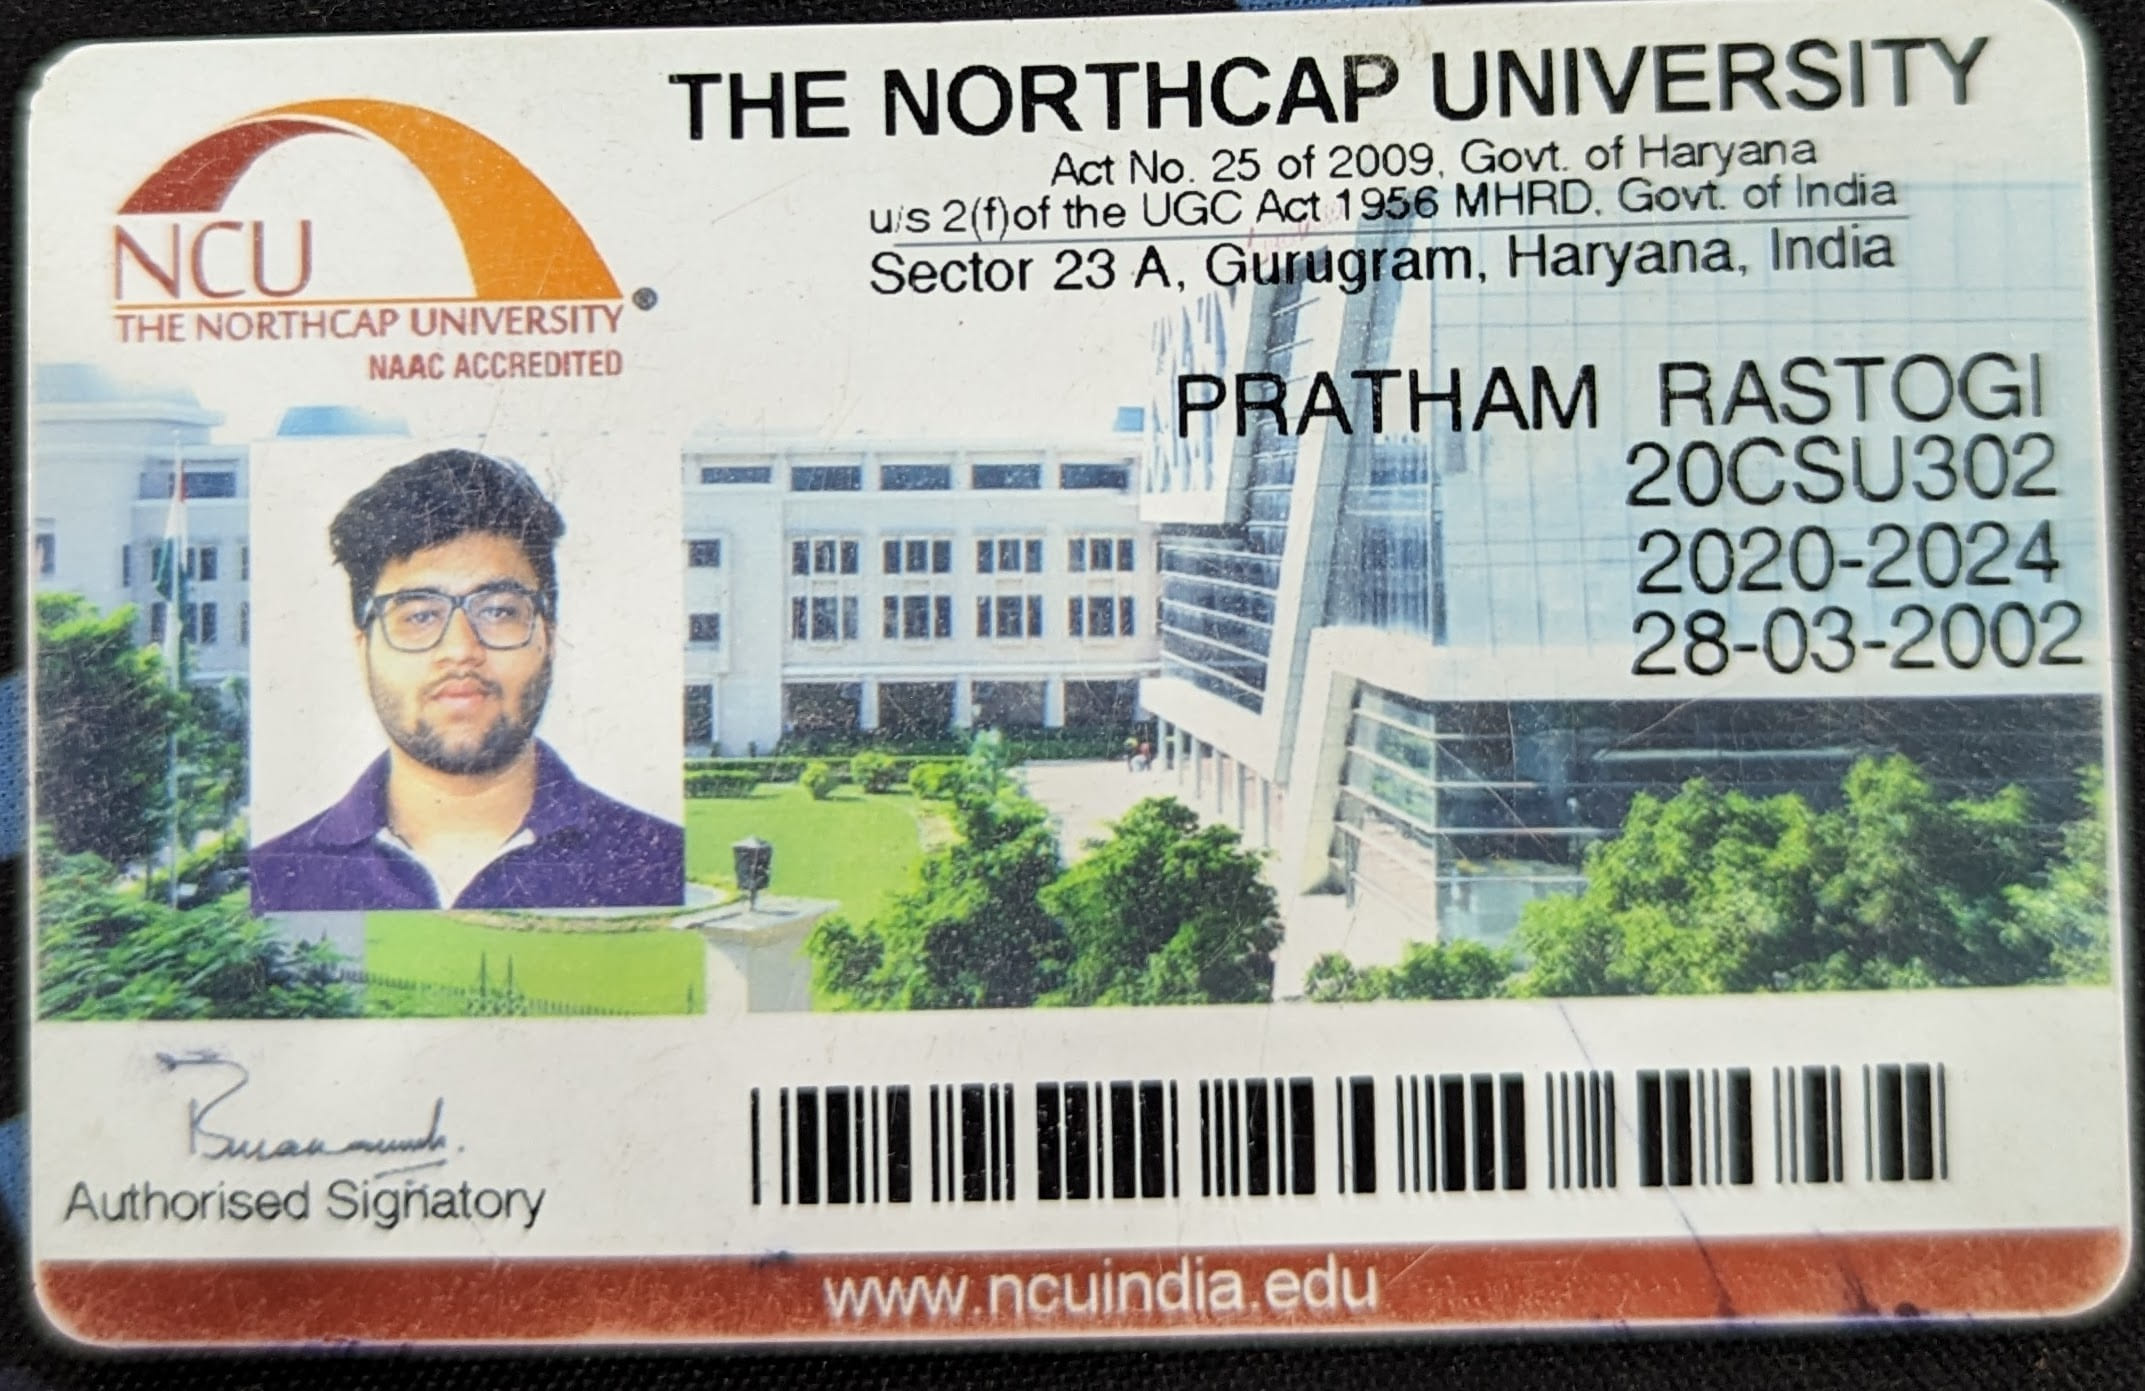 THE NORTHCAP UNIVERSITY
Act No. 25 of 2009, Govt. of Haryana
u/s 2(f)of the UGC Act 1956 MHRD, Govt. of India
Sector 23 A, Gurugram, Haryana, India
NCU
THE NORTHCAP UNIVERSITY®
NAAC ACCREDITED
PRATHAM RASTOGI
20CSU302
2020-2024
28-03-2002
Authorised Signatory
www.ncuindia.edu